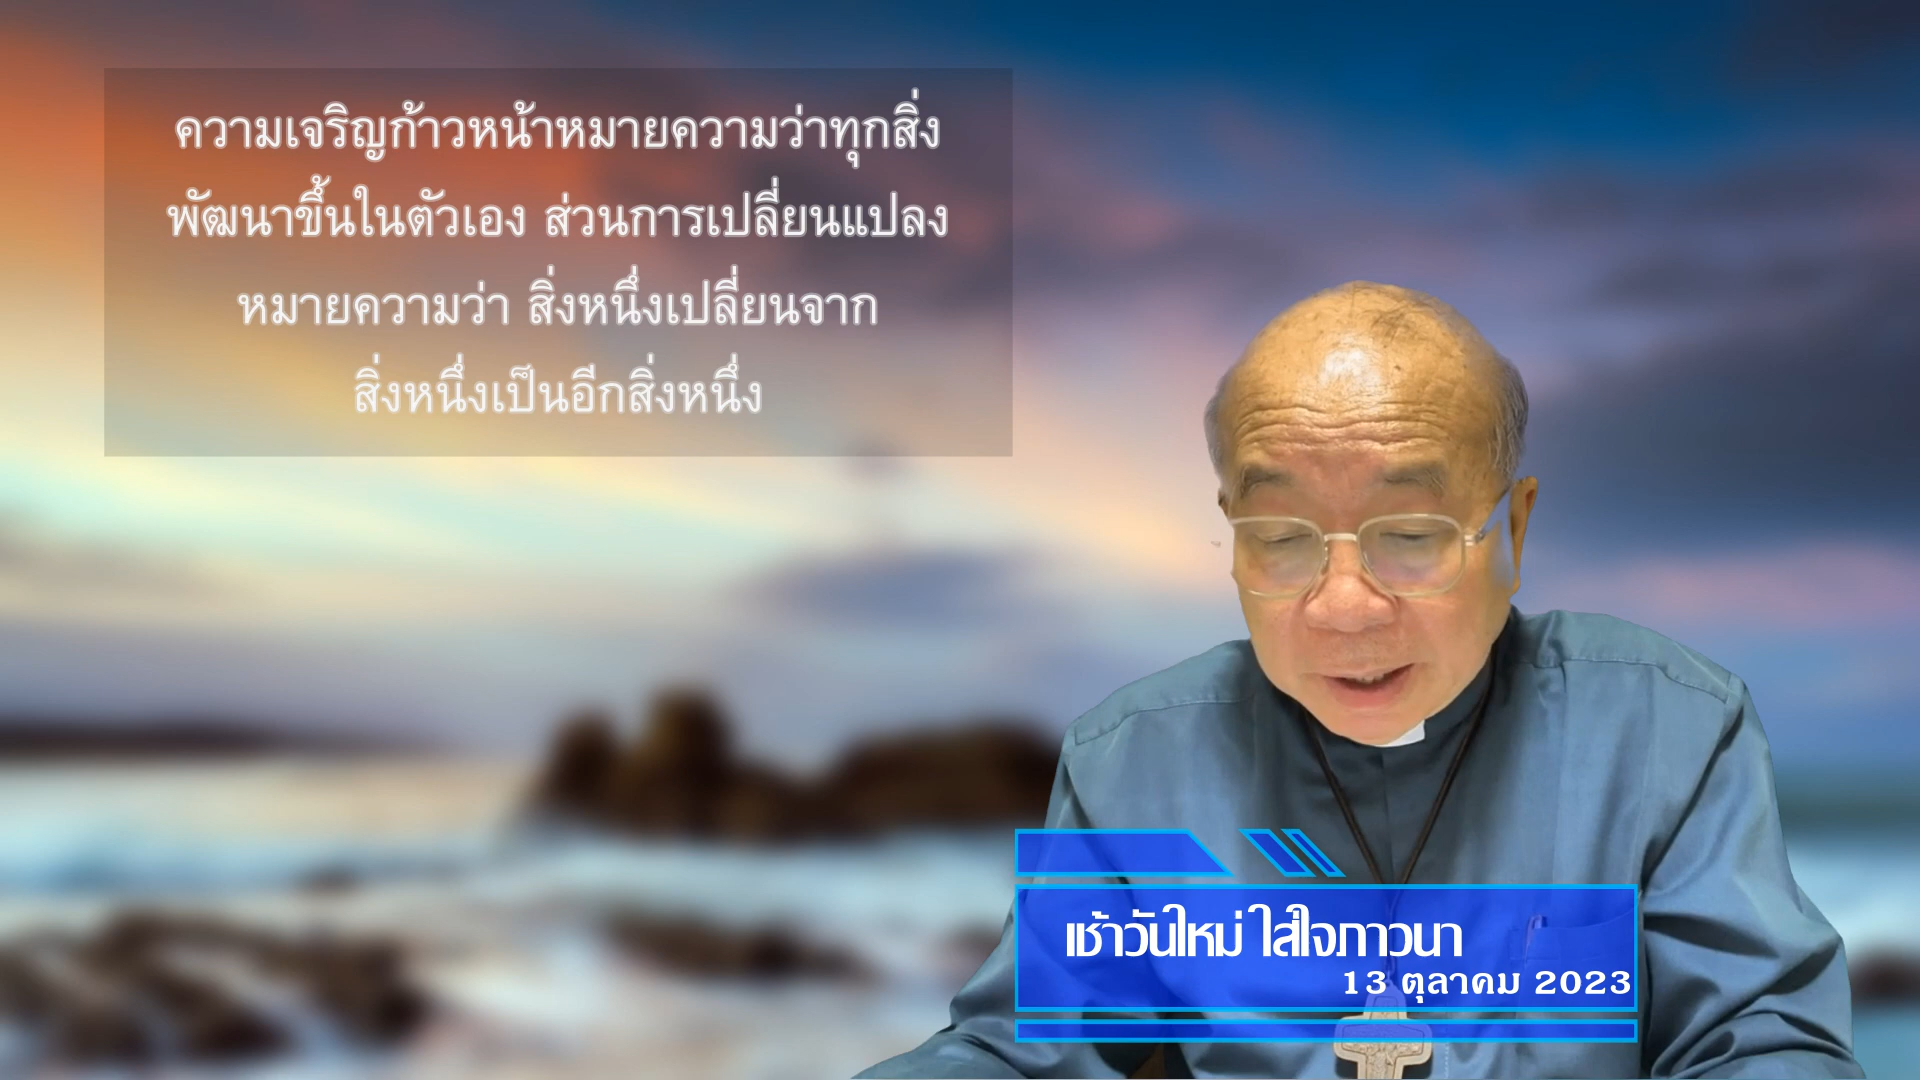 ความเจริญก้าวหน้าหมายความว่าทุกสิ่ง
พัฒนาขึ้นในตัวเอง ส่วนการเปลี่ยนแปลง
หมายความว่า สิ่งหนึ่งเปลี่ยนจาก
สิ่งหนึ่งเป็นอีกสิ่งหนึ่ง
เช้าวันใหม่ ใส่ใจภาวนา
13 ตุลาคม 2023